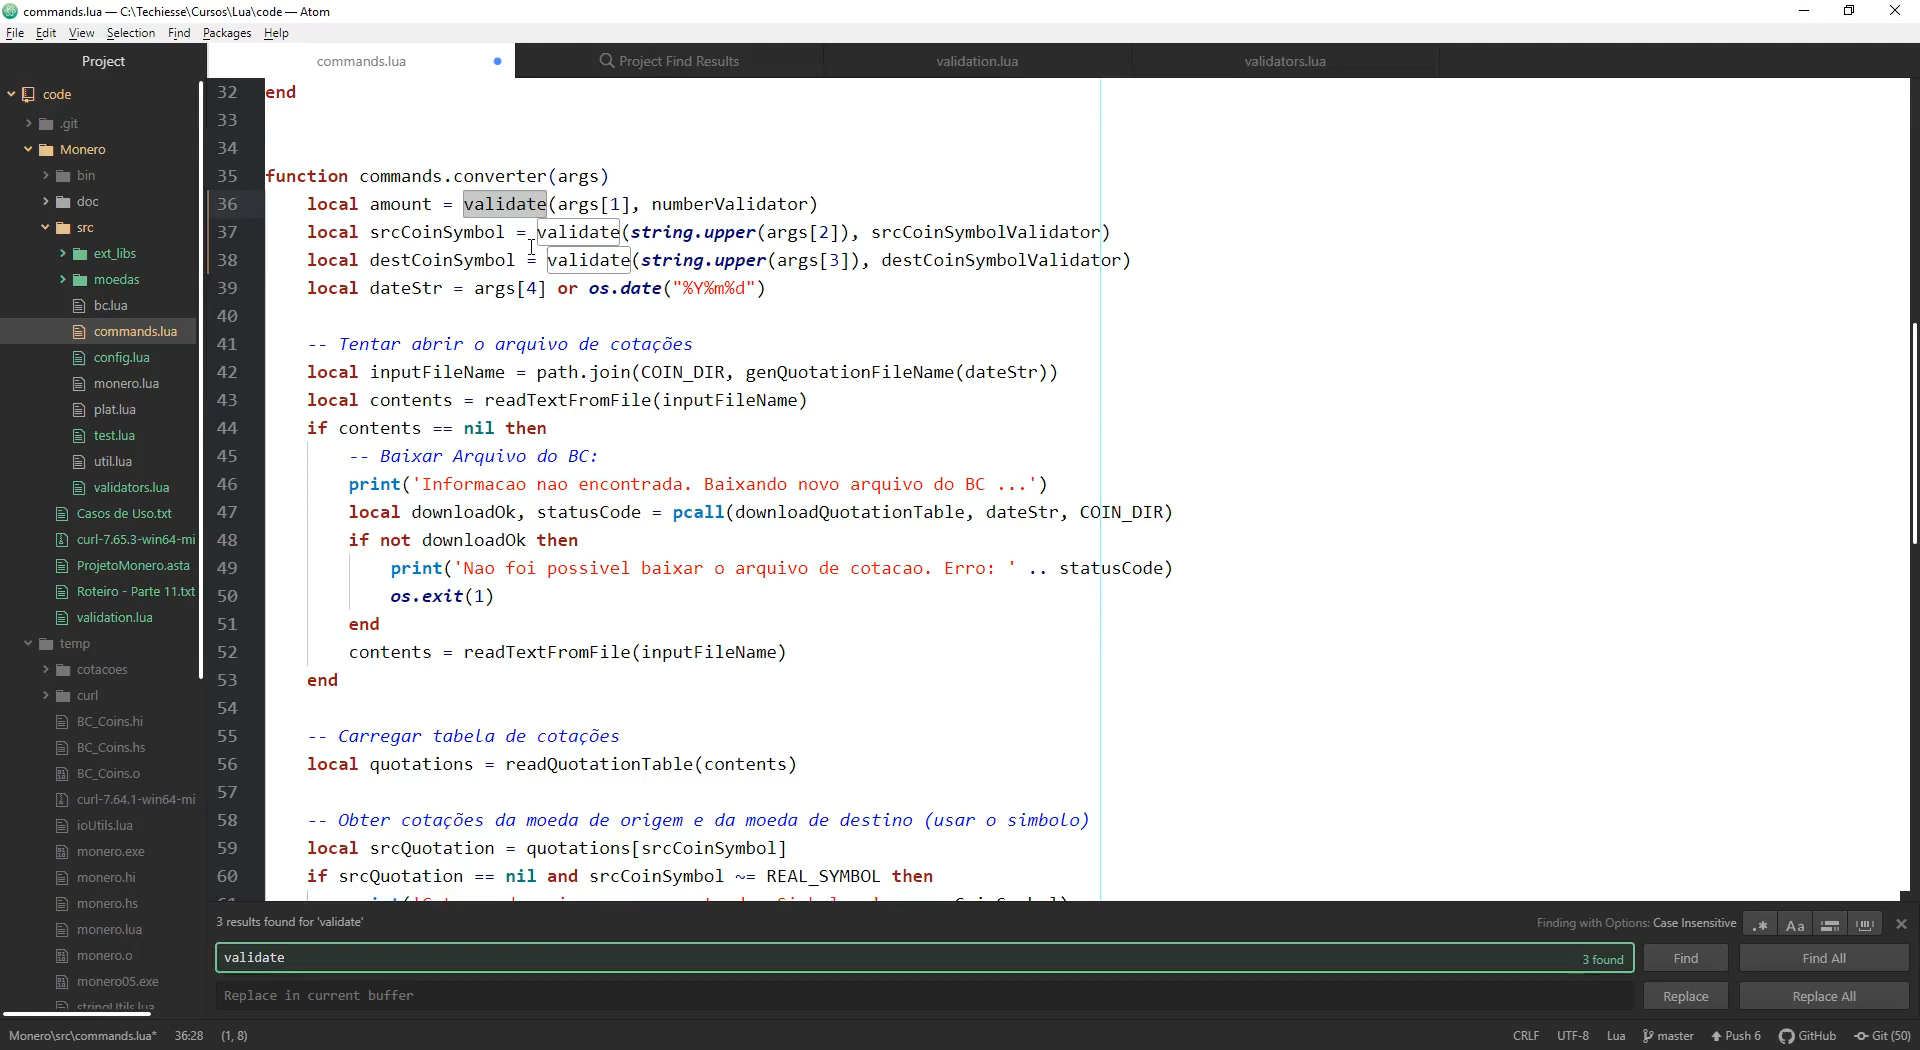 commands.lua — C:\Techiesse\Cursos\Lua\code — Atom
File Edit View Selection Find Packages Help
Project
commands.lua
Project Find Results
validation.lua
validators.lua
code
.git
Monero
bin
doc
src
ext_libs
moedas
bc.lua
commands.lua
config.lua
monero.lua
plat.lua
test.lua
util.lua
validators.lua
Casos de Uso.txt
curl-7.65.3-win64-mi
ProjetoMonero.asta
Roteiro - Parte 11.txt
validation.lua
temp
cotacoes
curl
BC_Coins.hi
BC_Coins.hs
BC_Coins.o
curl-7.64.1-win64-mi
ioUtils.lua
monero.exe
monero.hi
monero.hs
monero.lua
monero.o
monero05.exe
stringUtils.lua
32 end
33
34
35 function commands.converter(args)
36 local amount = validate(args[1], numberValidator)
37 local srcCoinSymbol = validate(string.upper(args[2]), srcCoinSymbolValidator)
38 local destCoinSymbol = validate(string.upper(args[3]), destCoinSymbolValidator)
39 local dateStr = args[4] or os.date("%Y%m%d")
40
41 -- Tentar abrir o arquivo de cotações
42 local inputFileName = path.join(COIN_DIR, genQuotationFileName(dateStr))
43 local contents = readTextFromFile(inputFileName)
44 if contents == nil then
45 -- Baixar Arquivo do BC:
46 print('Informacao nao encontrada. Baixando novo arquivo do BC ...')
47 local downloadOk, statusCode = pcall(downloadQuotationTable, dateStr, COIN_DIR)
48 if not downloadOk then
49 print('Nao foi possivel baixar o arquivo de cotacao. Erro: ' .. statusCode)
50 os.exit(1)
51 end
52 contents = readTextFromFile(inputFileName)
53 end
54
55 -- Carregar tabela de cotações
56 local quotations = readQuotationTable(contents)
57
58 -- Obter cotações da moeda de origem e da moeda de destino (usar o simbolo)
59 local srcQuotation = quotations[srcCoinSymbol]
60 if srcQuotation == nil and srcCoinSymbol ~= REAL_SYMBOL then
3 results found for 'validate'
Finding with Options: Case Insensitive
.* Aa
validate
3 found
Find
Find All
Replace in current buffer
Replace
Replace All
Monero\src\commands.lua* 36:28 (1, 8)
CRLF UTF-8 Lua master Push 6 GitHub Git (50)